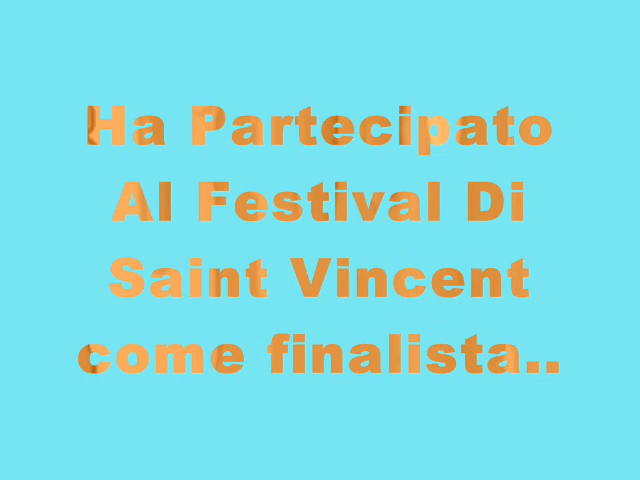 Ha Partecipato
Al Festival Di
Saint Vincent
come finalista..